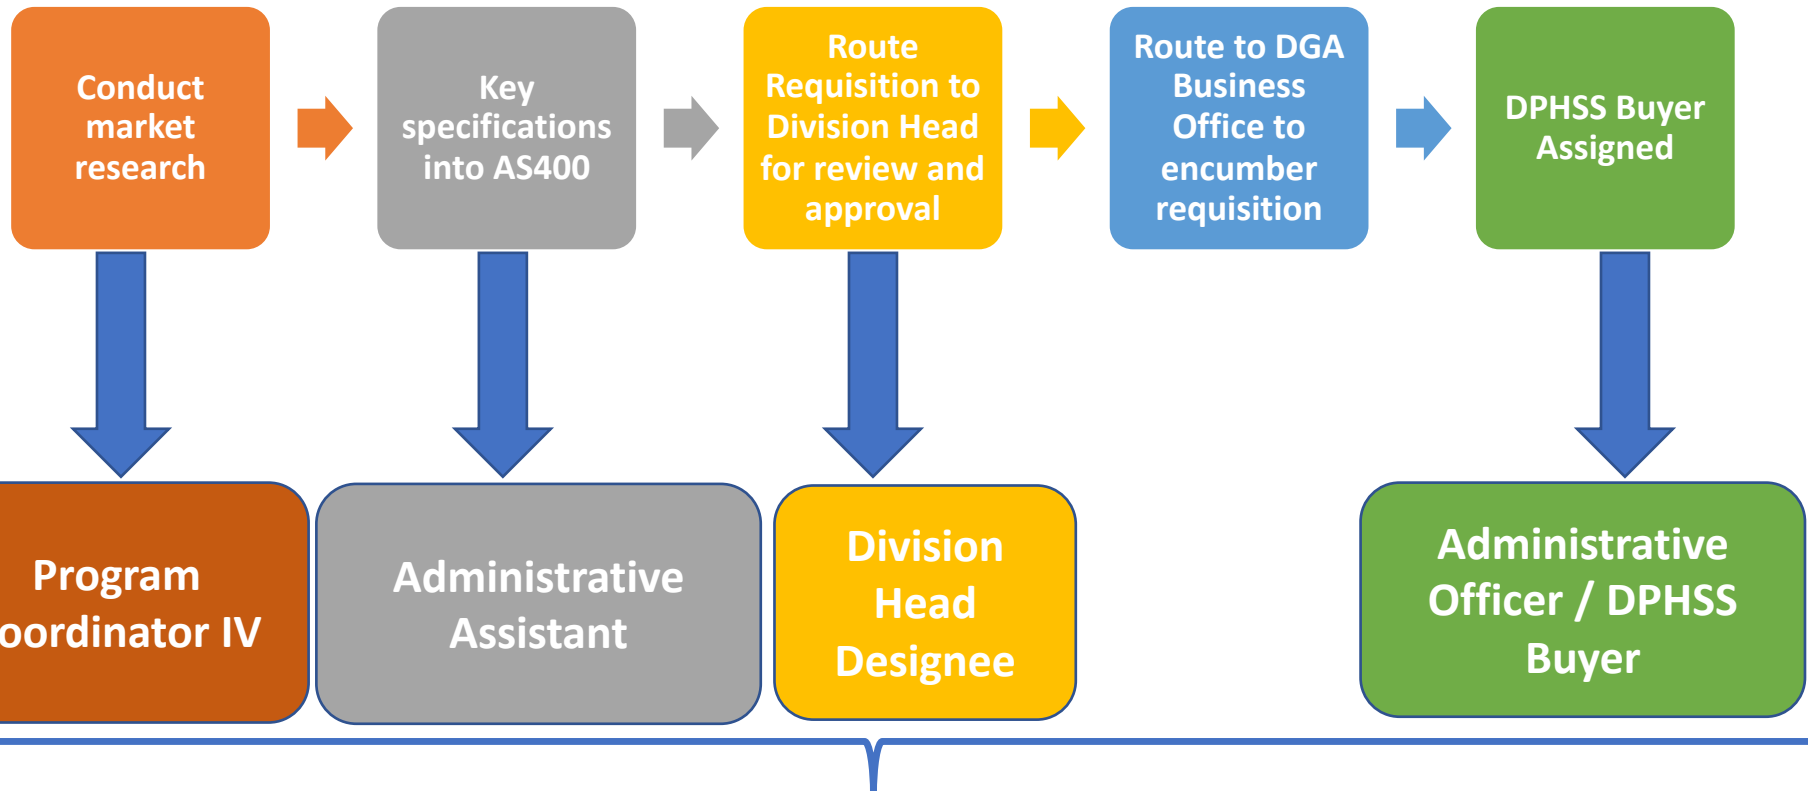 Conduct
market
research
Key
specifications
into AS400
Route
Requisition to
Division Head
for review and
approval
Route to DGA
Business
Office to
encumber
requisition
DPHSS Buyer
Assigned
Program
oordinator IV
Administrative
Assistant
Division
Head
Designee
Administrative
Officer / DPHSS
Buyer